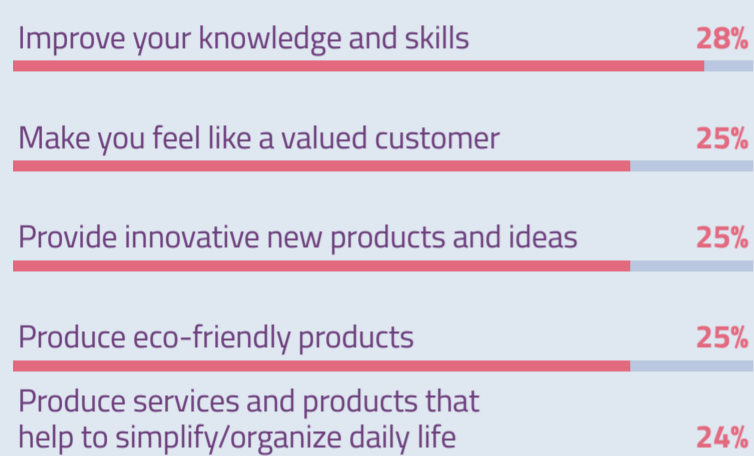 Improve your knowledge and skills 28%
Make you feel like a valued customer 25%
Provide innovative new products and ideas 25%
Produce eco-friendly products 25%
Produce services and products that
help to simplify/organize daily life 24%